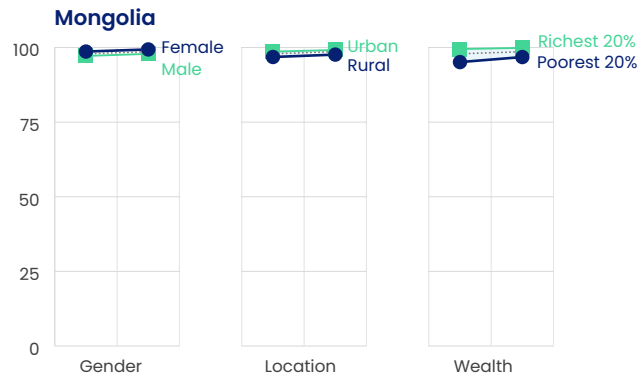 Mongolia
100
75
50
25
0
Female
Male
Urban
Rural
Richest 20%
Poorest 20%
Gender
Location
Wealth